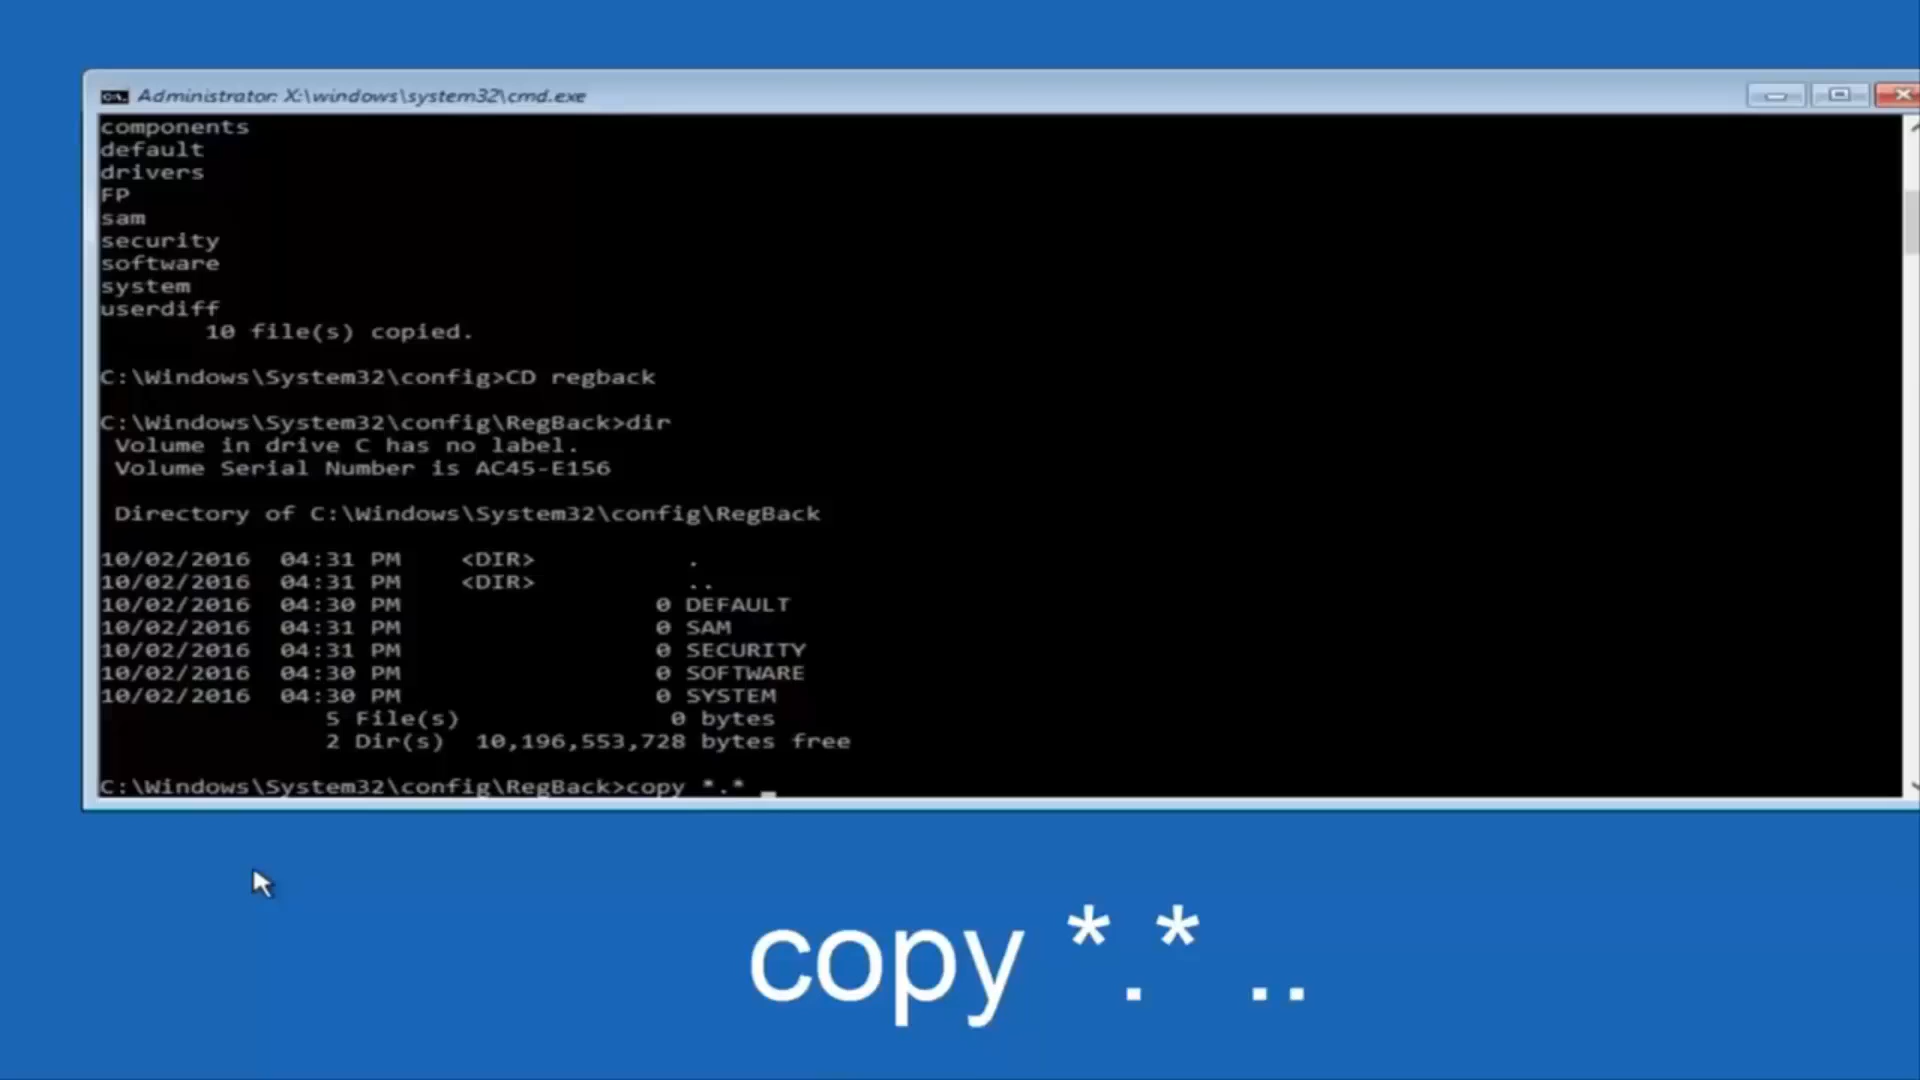 Administrator: X:\windows\system32\cmd.exe
components
default
drivers
FP
sam
security
software
system
userdiff
10 file(s) copied.
C:\Windows\System32\config>CD regback
C:\Windows\System32\config\RegBack>dir
Volume in drive C has no label.
Volume Serial Number is AC45-E156
Directory of C:\Windows\System32\config\RegBack
10/02/2016  04:31 PM    <DIR>          .
10/02/2016  04:31 PM    <DIR>          ..
10/02/2016  04:30 PM                 0 DEFAULT
10/02/2016  04:31 PM                 0 SAM
10/02/2016  04:31 PM                 0 SECURITY
10/02/2016  04:30 PM                 0 SOFTWARE
10/02/2016  04:30 PM                 0 SYSTEM
5 File(s)              0 bytes
2 Dir(s)  10,196,553,728 bytes free
C:\Windows\System32\config\RegBack>copy *.* _
copy *.* ..